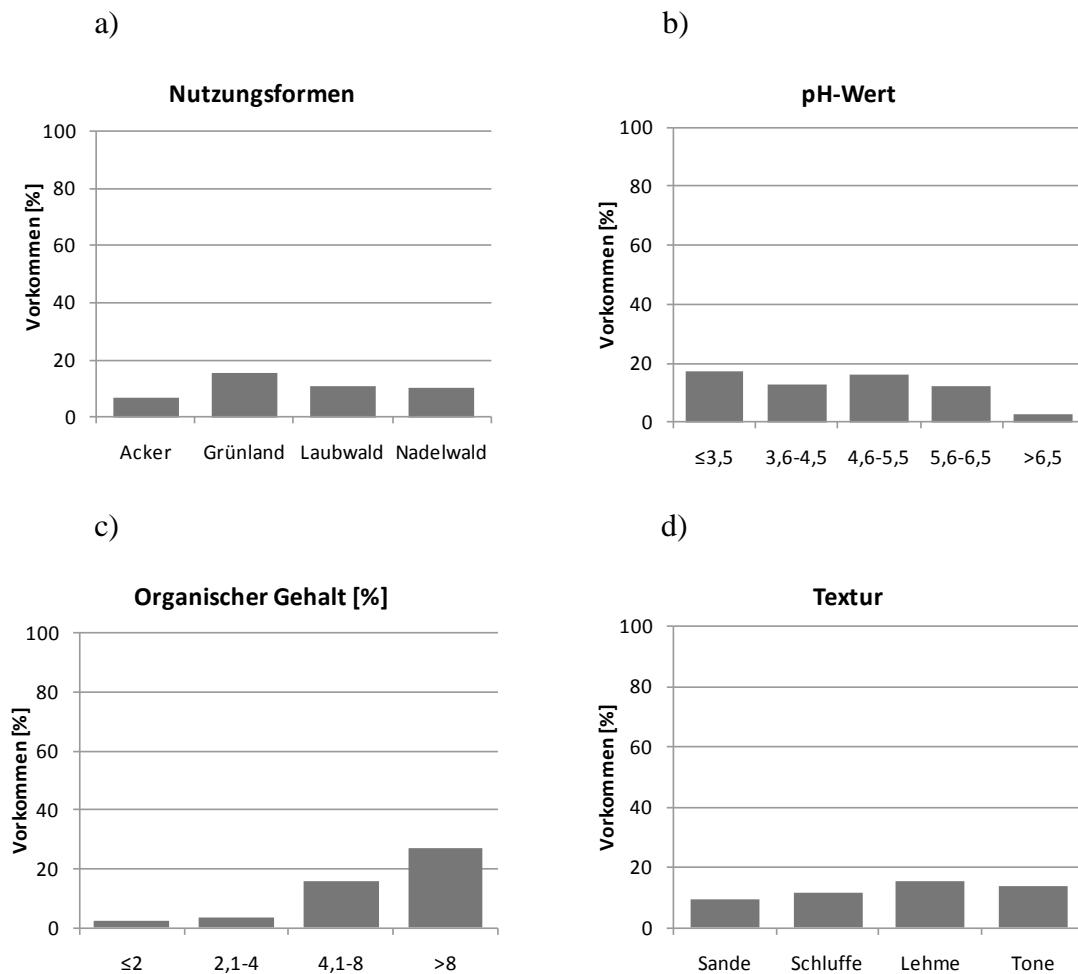 a)
Nutzungsformen
Vorkommen [%]
100
80
60
40
20
0
Acker Grünland Laubwald Nadelwald
b)
pH-Wert
Vorkommen [%]
100
80
60
40
20
0
≤3,5 3,6-4,5 4,6-5,5 5,6-6,5 >6,5
c)
Organischer Gehalt [%]
Vorkommen [%]
100
80
60
40
20
0
≤2 2,1-4 4,1-8 >8
d)
Textur
Vorkommen [%]
100
80
60
40
20
0
Sande Schluffe Lehme Tone